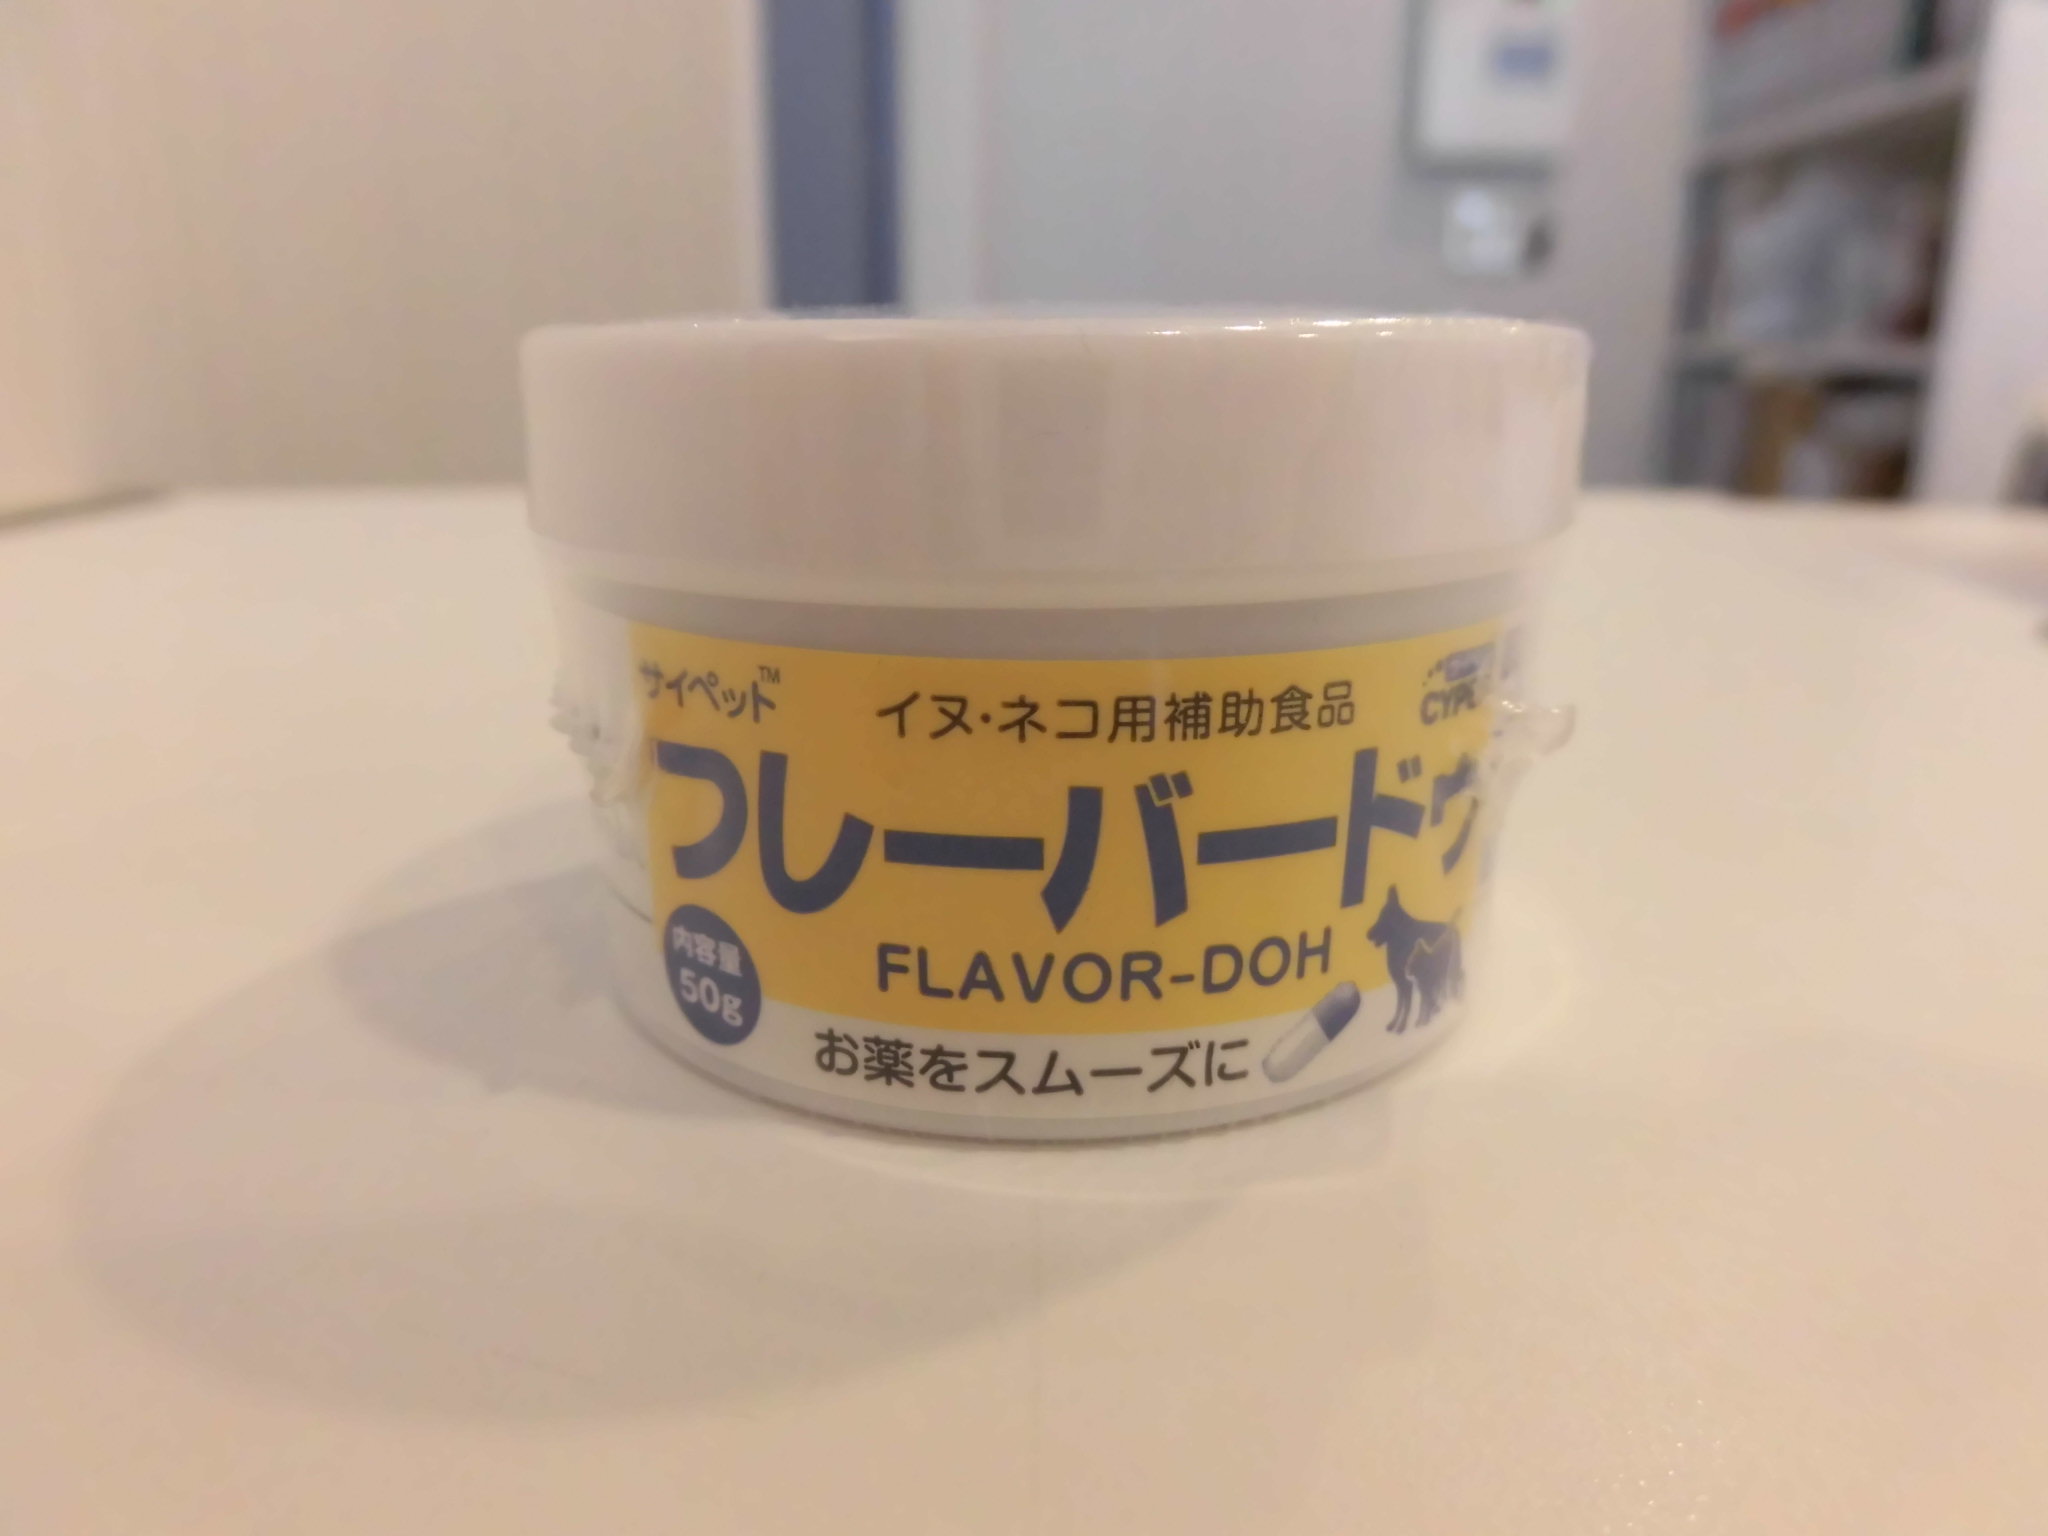 サイペット™
イヌ・ネコ用補助食品
フレーバードウ
FLAVOR-DOH
内容量
50g
お薬をスムーズに